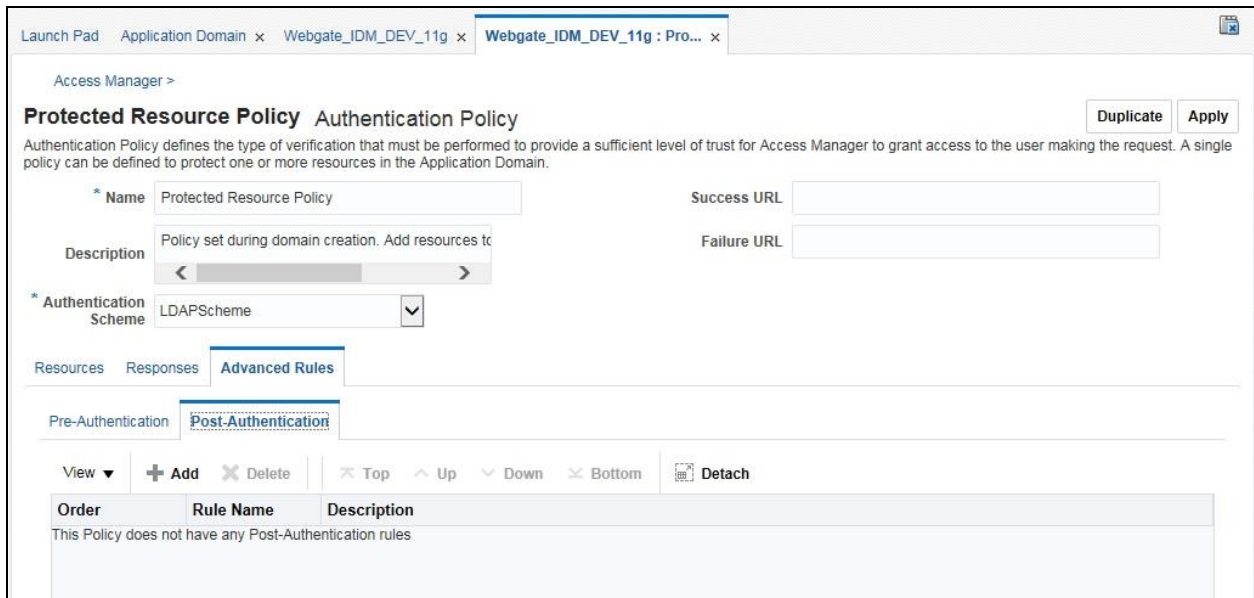 Launch Pad Application Domain x Webgate_IDM_DEV_11g x Webgate_IDM_DEV_11g : Pro... x
Access Manager >
Protected Resource Policy Authentication Policy
Duplicate Apply
Authentication Policy defines the type of verification that must be performed to provide a sufficient level of trust for Access Manager to grant access to the user making the request. A single
policy can be defined to protect one or more resources in the Application Domain.
* Name Protected Resource Policy Success URL
Description Policy set during domain creation. Add resources to Failure URL
* Authentication
Scheme LDAPScheme
Resources Responses Advanced Rules
Pre-Authentication Post-Authentication
View Add Delete Top Up Down Bottom Detach
Order Rule Name Description
This Policy does not have any Post-Authentication rules